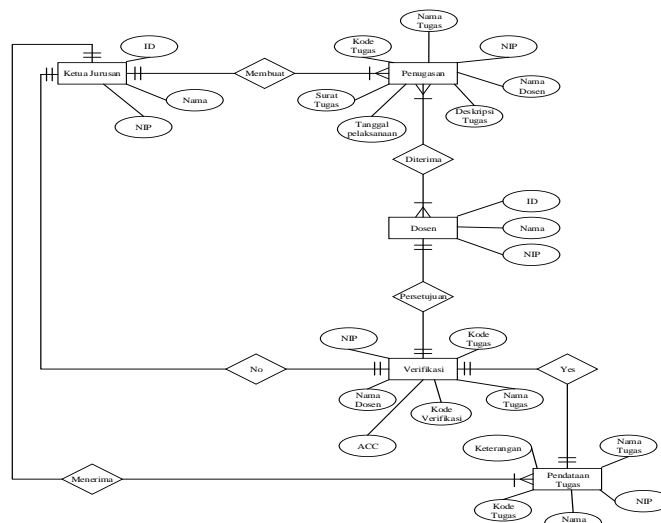 Nama
Tugas
ID
Kode
Tugas
NIP
Ketua Jurusan
Membuat
Penugasan
Nama
Dosen
Nama
Surat
Tugas
Deskripsi
Tugas
NIP
Tanggal
pelaksanaan
Diterima
ID
Dosen
Nama
NIP
Persetujuan
NIP
Kode
Tugas
No
Verifikasi
Yes
Nama
Dosen
Kode
Verifikasi
Nama
Tugas
ACC
Keterangan
Nama
Tugas
Menerima
Pendataan
Tugas
Kode
Tugas
NIP
Nama